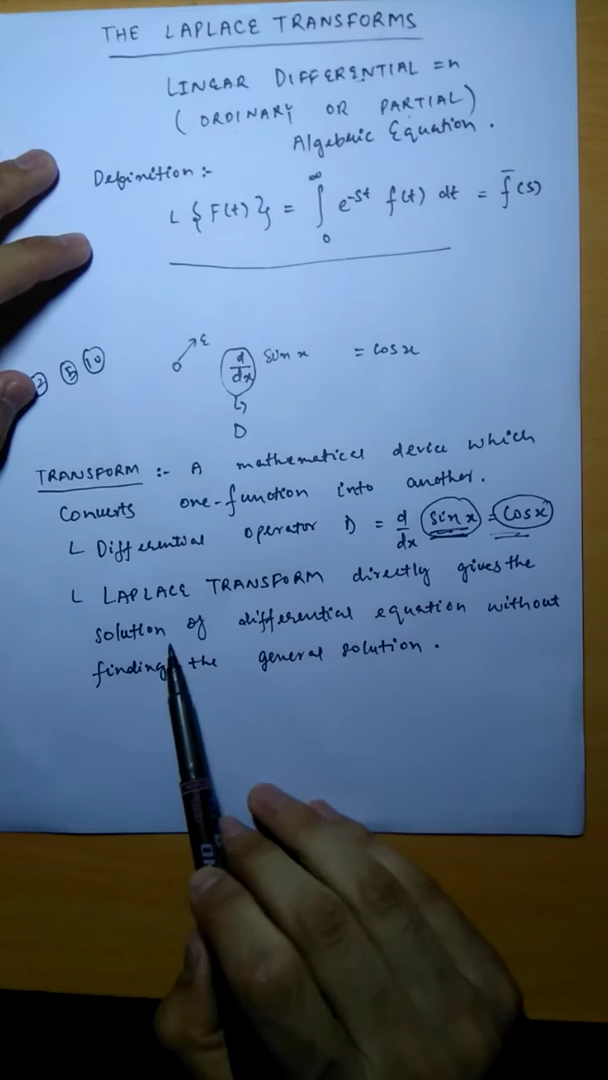 THE LAPLACE TRANSFORMS
LINEAR DIFFERENTIAL =n
( ORDINARY OR PARTIAL)
Algebraic Equation .
Definition :-
L { F(t) } = ∫₀^∞ e^-st f(t) dt = f̄(s)
E
d/dx Sin x = Cos x
5 10
D
TRANSFORM :- A mathematical device which
Converts one-function into another.
L Differential operator D = d/dx (Sin x) = Cos x
L LAPLACE TRANSFORM directly gives the
solution of differential equation without
finding the general solution .